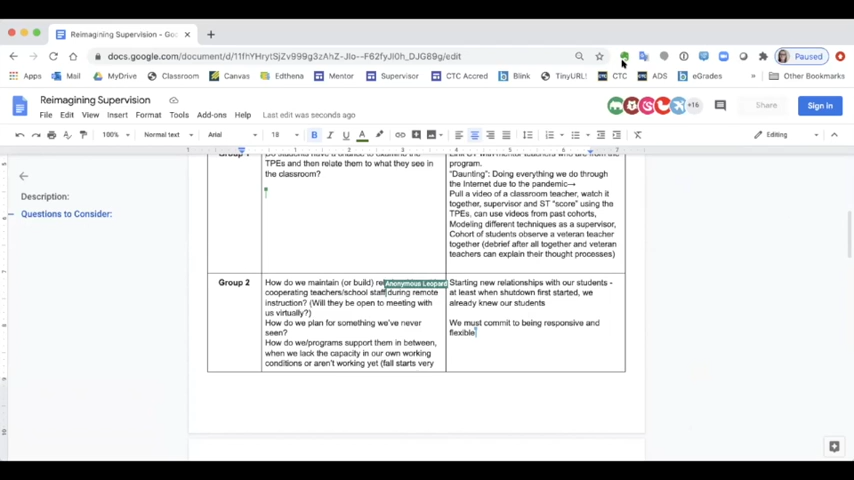 Reimagining Supervision - Goo
docs.google.com/document/d/11fhYHrytSjZv999g3zAhZ-Jlo--F62fyJl0h_DJG89g/edit
Paused
Apps Mail MyDrive Classroom Canvas Edthena Mentor Supervisor CTC Accred Blink TinyURL! CTC ADS eGrades » Other Bookmarks
Reimagining Supervision
File Edit View Insert Format Tools Add-ons Help Last edit was seconds ago
+16 Share Sign in
100% Normal text Arial 18 B I U A Editing
1 1 2 3 4 5 6 7
Description:
Questions to Consider:
TPEs and then relate them to what they see in
the classroom?
program.
"Daunting": Doing everything we do through
the Internet due to the pandemic→
Pull a video of a classroom teacher, watch it
together, supervisor and ST "score" using the
TPEs, can use videos from past cohorts,
Modeling different techniques as a supervisor,
Cohort of students observe a veteran teacher
together (debrief after all together and veteran
teachers can explain their thought processes)
Group 2
How do we maintain (or build)
Anonymous Leopard
cooperating teachers/school staff during remote
instruction? (Will they be open to meeting with
us virtually?)
How do we plan for something we've never
seen?
How do we/programs support them in between,
when we lack the capacity in our own working
conditions or aren't working yet (fall starts very
Starting new relationships with our students -
at least when shutdown first started, we
already knew our students
We must commit to being responsive and
flexible